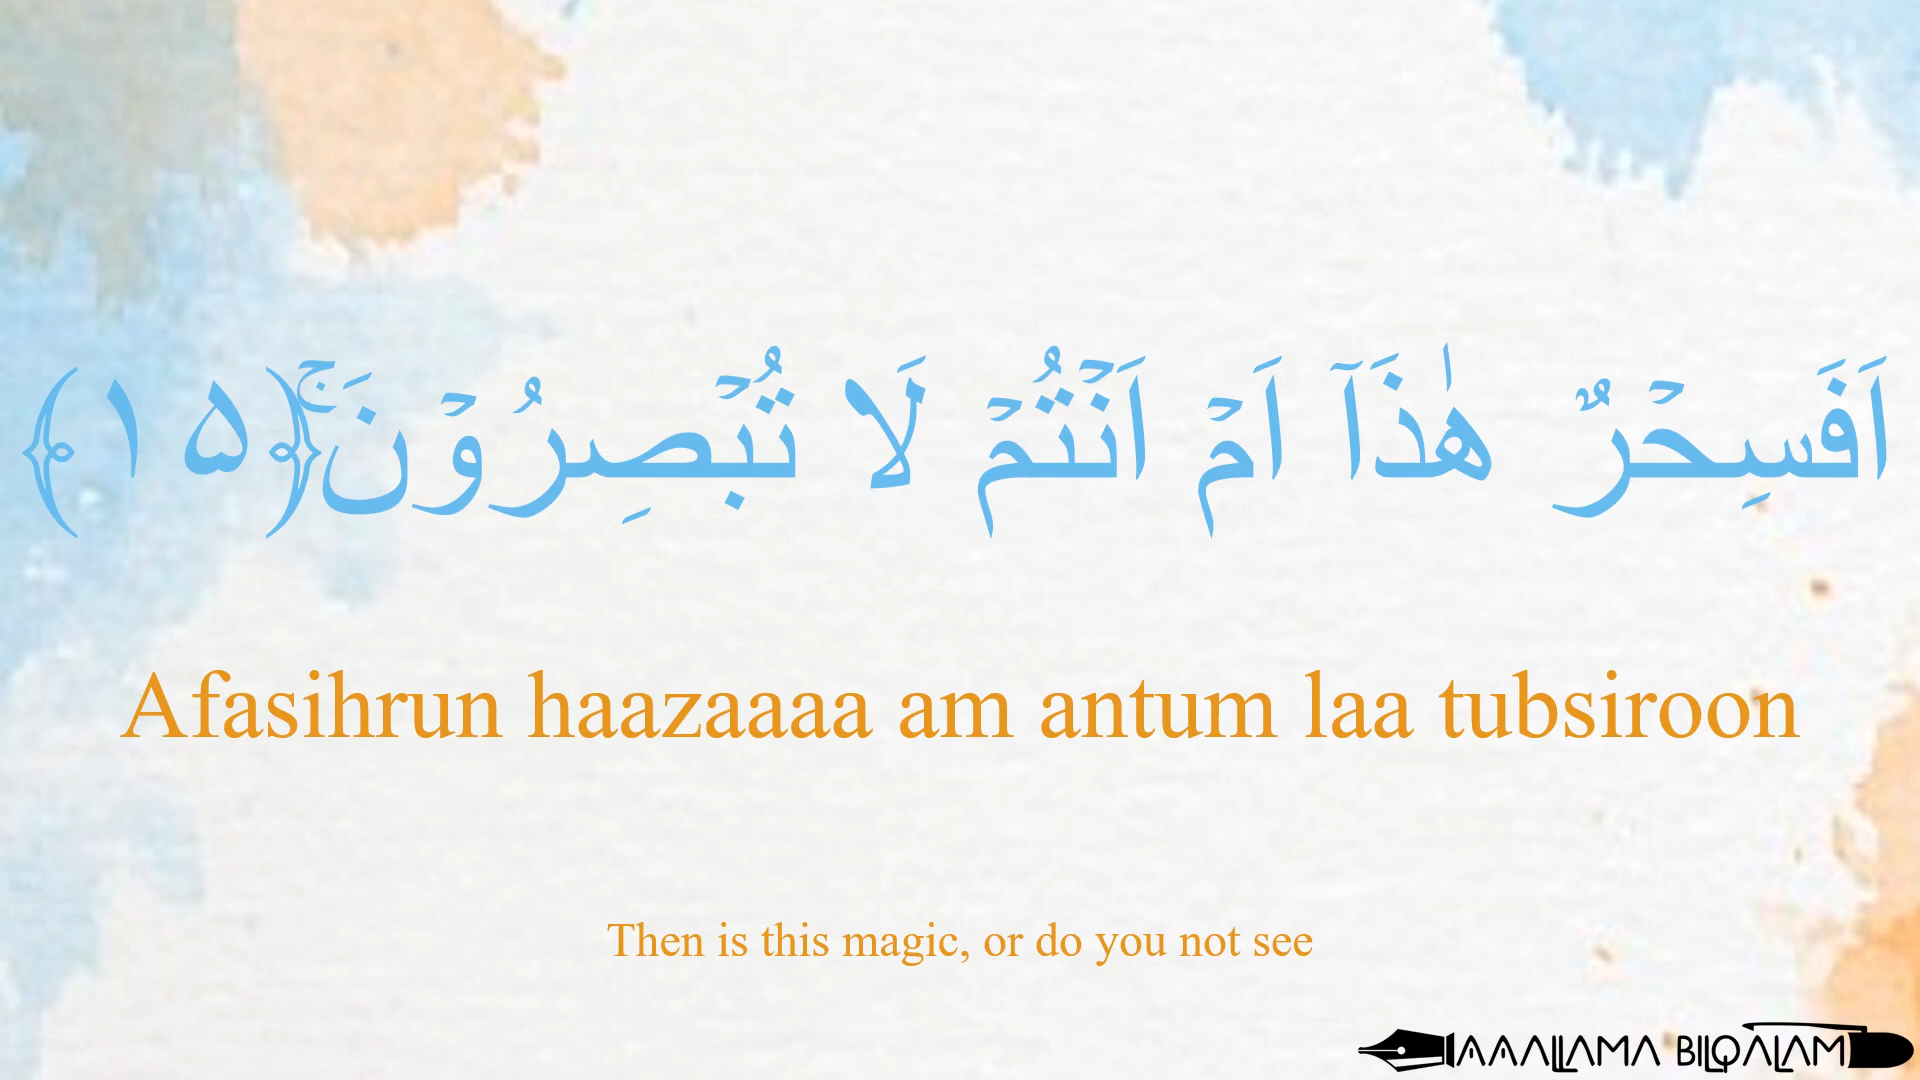 اَفَسِحْرٌ هٰذَآ اَمْ اَنْتُمْ لَا تُبْصِرُوْنَۚ﴿۱۵﴾
Afasihrun haazaaaa am antum laa tubsiroon
Then is this magic, or do you not see
AAALLAMA BILQALAM